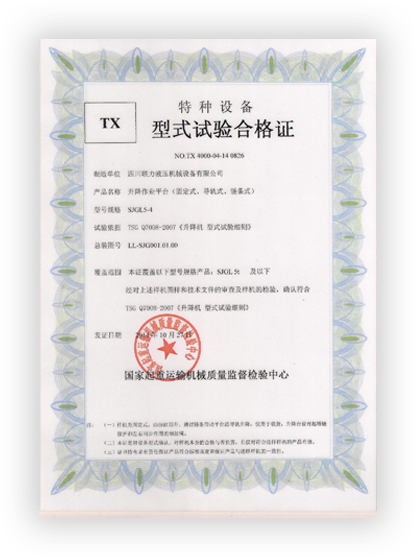 特种设备
TX
型式试验合格证
NO:TX 4000-04-14 0826
制造单位 四川联力液压机械设备有限公司
产品名称 升降作业平台（固定式、导轨式、链条式）
型号规格 SJGL5-4
试验依据 TSG Q7008-2007《升降机 型式试验细则》
总装图号 LL-SJG001.01.00
覆盖范围 本证覆盖以下型号规格产品：SJGL 5t 及以下
经对上述样机图样和技术文件的审查及样机的检验，确认符合
TSG Q7008-2007《升降机 型式试验细则》
发证日期 年10月
国家起重运输机械质量监督检验中心
注：